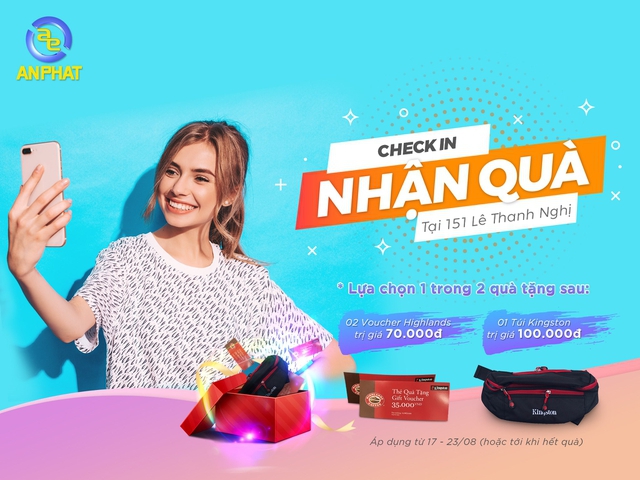 ae
ANPHAT
CHECK IN
NHẬN QUÀ
Tại 151 Lê Thanh Nghị
* Lựa chọn 1 trong 2 quà tặng sau:
02 Voucher Highlands
trị giá 70.000đ
01 Túi Kingston
trị giá 100.000đ
Thẻ Quà Tặng
Gift Voucher
35.000
Kingston
Áp dụng từ 17 - 23/08 (hoặc tới khi hết quà)